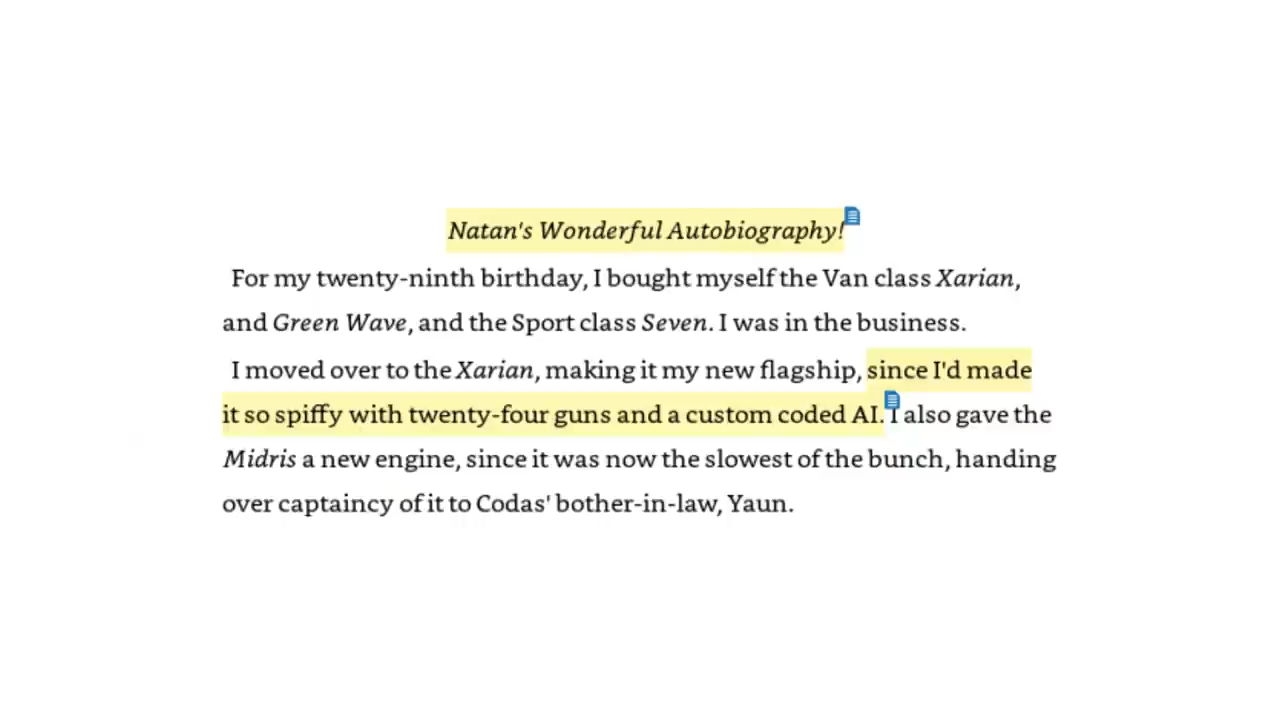 Natan's Wonderful Autobiography!
For my twenty-ninth birthday, I bought myself the Van class Xarian,
and Green Wave, and the Sport class Seven. I was in the business.
I moved over to the Xarian, making it my new flagship, since I'd made
it so spiffy with twenty-four guns and a custom coded AI. I also gave the
Midris a new engine, since it was now the slowest of the bunch, handing
over captaincy of it to Codas' bother-in-law, Yaun.